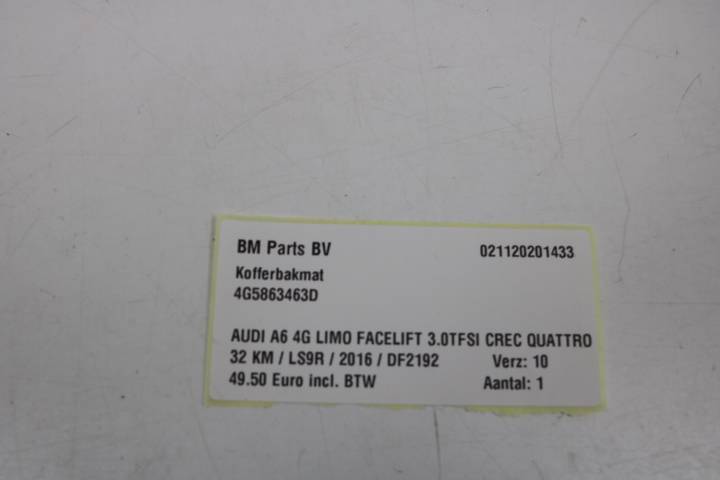 BM Parts BV 021120201433
Kofferbakmat
4G5863463D
AUDI A6 4G LIMO FACELIFT 3.0TFSI CREC QUATTRO
32 KM / LS9R / 2016 / DF2192 Verz: 10
49.50 Euro incl. BTW Aantal: 1